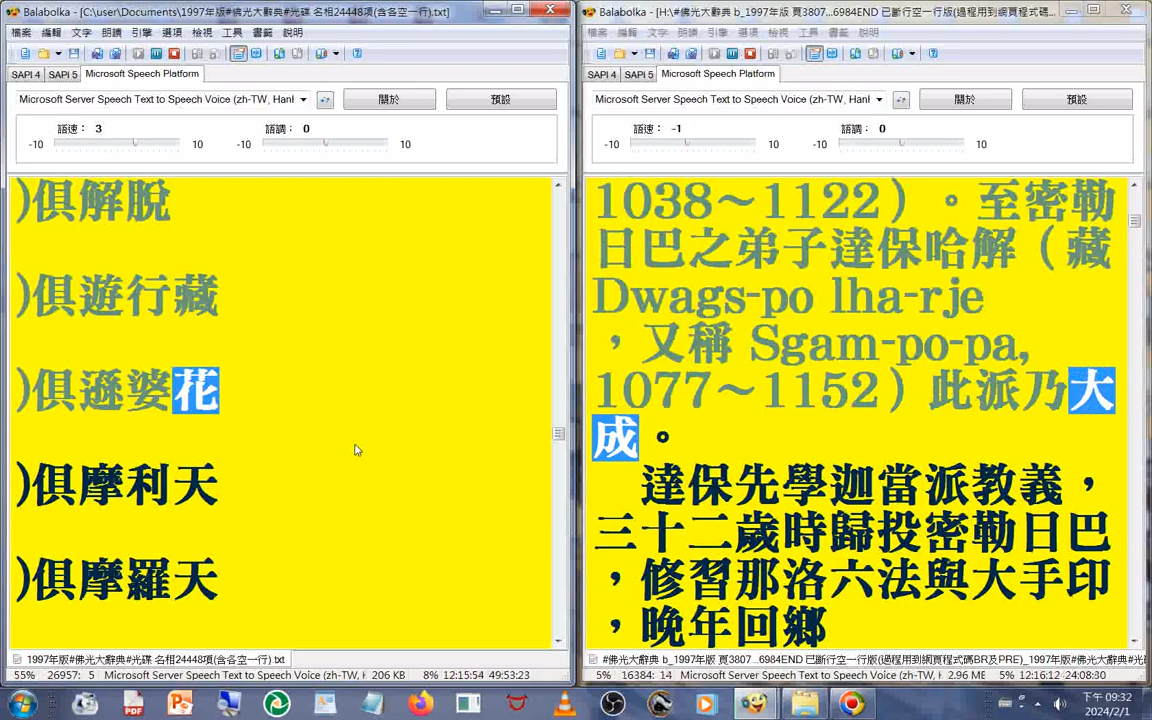 Balabolka - [C:\user\Documents\1997年版#佛光大辭典#光碟 名相24448項(含各空一行).txt]
檔案 編輯 文字 朗讀 引擎 選項 檢視 工具 書籤 說明
SAPI 4 SAPI 5 Microsoft Speech Platform
Microsoft Server Speech Text to Speech Voice (zh-TW, Hanl
關於 預設
語速： 3 語調： 0
-10 10 -10 10
)俱解脫
)俱遊行藏
)俱遜婆花
)俱摩利天
)俱摩羅天
1997年版#佛光大辭典#光碟 名相24448項(含各空一行).txt
55% 26957: 5 Microsoft Server Speech Text to Speech Voice (zh-TW, H 206 KB 8% 12:15:54 49:53:23
Balabolka - [H:\#佛光大辭典 b_1997年版 頁3807...6984END 已斷行空一行版(過程用到網頁程式碼...
檔案 編輯 文字 朗讀 引擎 選項 檢視 工具 書籤 說明
SAPI 4 SAPI 5 Microsoft Speech Platform
Microsoft Server Speech Text to Speech Voice (zh-TW, Hanl
關於 預設
語速： -1 語調： 0
-10 10 -10 10
1038～1122）。至密勒
日巴之弟子達保哈解（藏
Dwags-po lha-rje
，又稱 Sgam-po-pa,
1077～1152）此派乃大
成。
達保先學迦當派教義，
三十二歲時歸投密勒日巴
，修習那洛六法與大手印
，晚年回鄉
#佛光大辭典 b_1997年版 頁3807...6984END 已斷行空一行版(過程用到網頁程式碼BR及PRE)_1997年版#光
5% 16384: 14 Microsoft Server Speech Text to Speech Voice (zh-TW, H 2.96 ME 12:16:12 24:08:30
下午 09:32
2024/2/1